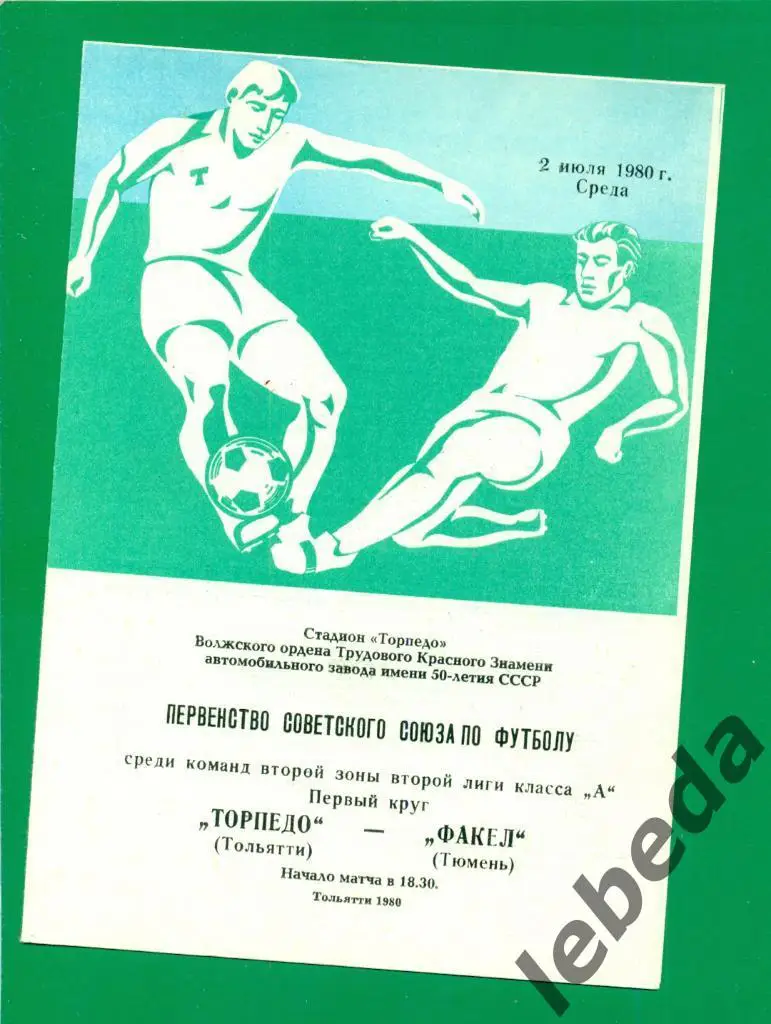 2 июля 1980 г.
Среда
Т
Стадион «Торпедо»
Волжского ордена Трудового Красного Знамени
автомобильного завода имени 50-летия СССР
ПЕРВЕНСТВО СОВЕТСКОГО СОЮЗА ПО ФУТБОЛУ
среди команд второй зоны второй лиги класса „А“
Первый круг
„ТОРПЕДО“ — „ФАКЕЛ“
(Тольятти) (Тюмень)
Начало матча в 18.30.
Тольятти 1980
lebeda